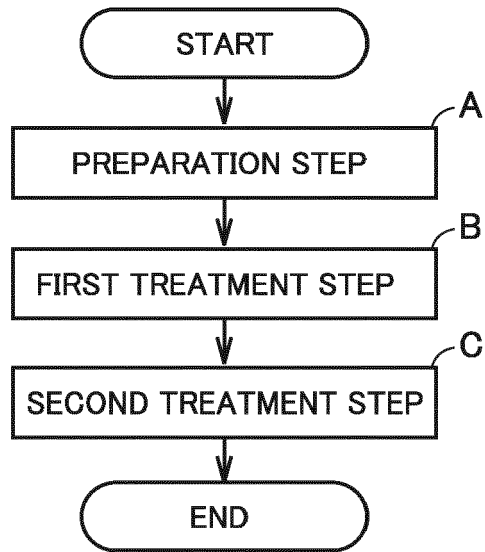 START
A
PREPARATION STEP
B
FIRST TREATMENT STEP
C
SECOND TREATMENT STEP
END